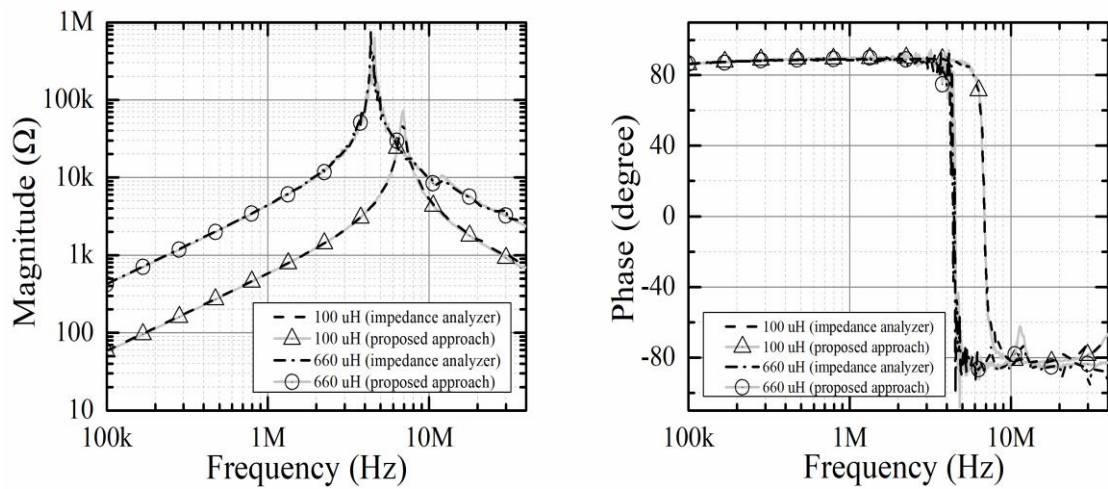 1M
100k
10k
1k
100
10
Magnitude (Ω)
100 uH (impedance analyzer)
100 uH (proposed approach)
660 uH (impedance analyzer)
660 uH (proposed approach)
100k 1M 10M
Frequency (Hz)
80
40
0
-40
-80
Phase (degree)
100 uH (impedance analyzer)
100 uH (proposed approach)
660 uH (impedance analyzer)
660 uH (proposed approach)
100k 1M 10M
Frequency (Hz)